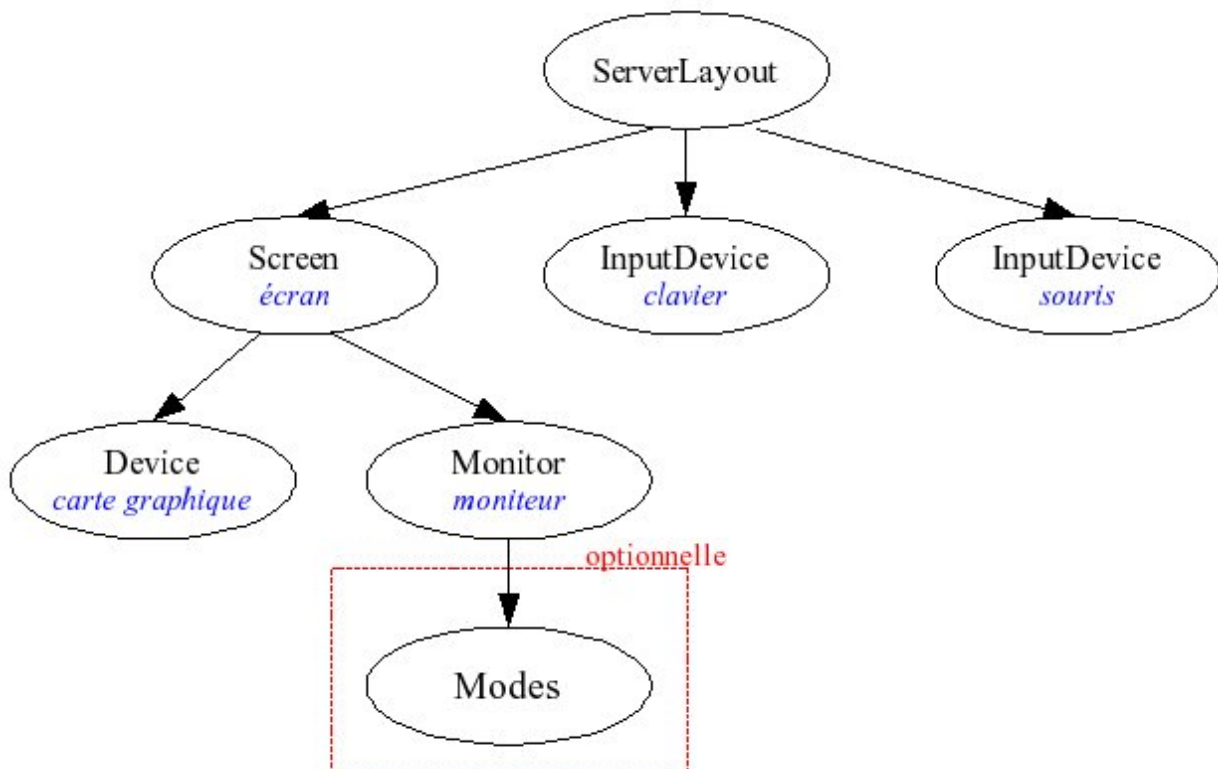 ServerLayout
Screen
écran
InputDevice
clavier
InputDevice
souris
Device
carte graphique
Monitor
moniteur
optionnelle
Modes